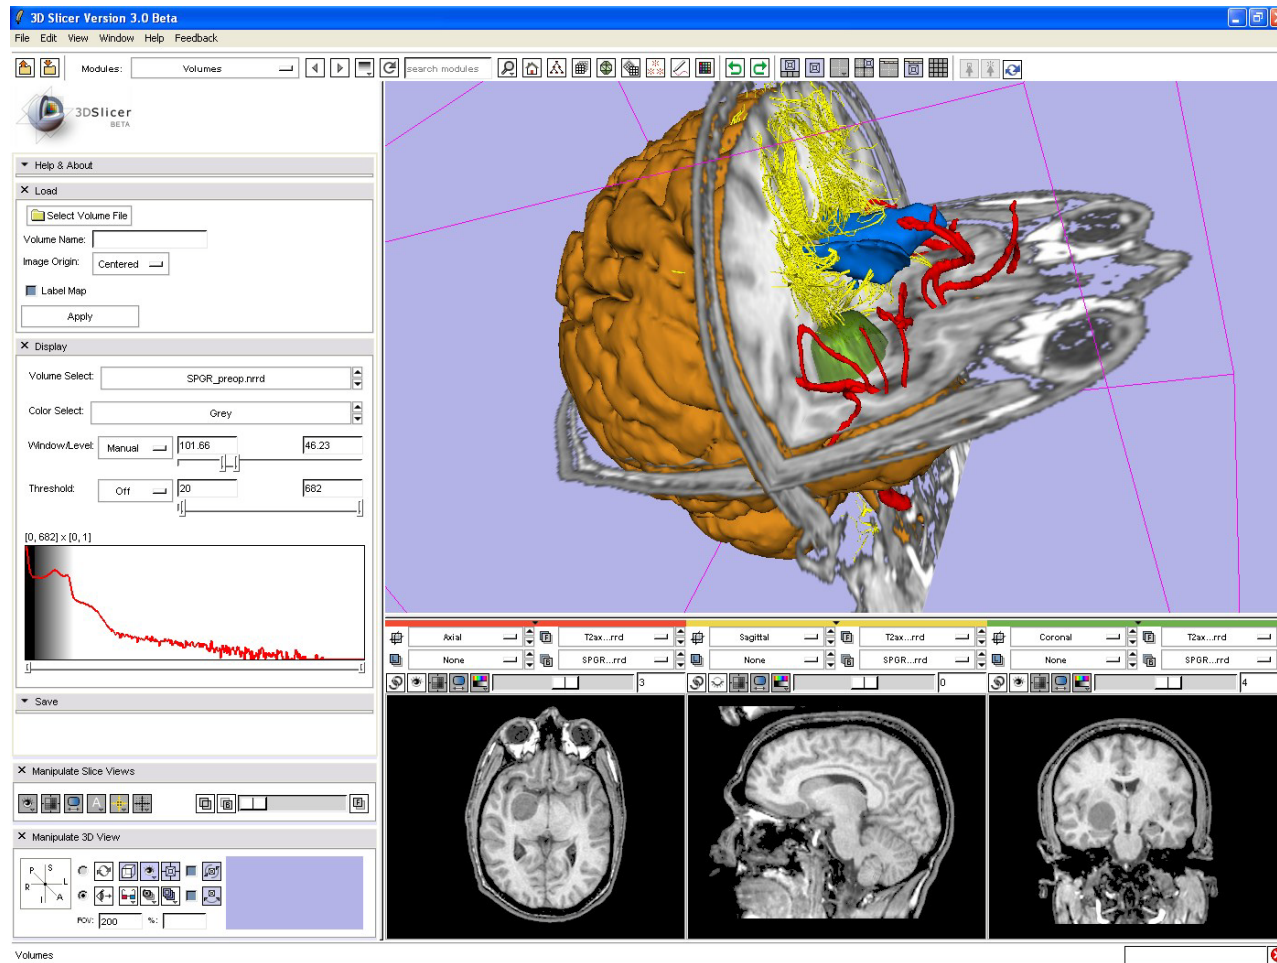 3D Slicer Version 3.0 Beta
File Edit View Window Help Feedback
Modules: Volumes search modules
3DSlicer
BETA
Help & About
Load
Select Volume File
Volume Name:
Image Origin: Centered
Label Map
Apply
Display
Volume Select: SPGR_preop.nrrd
Color Select: Grey
Window/Level: Manual 101.66 46.23
Threshold: Off 20 682
[0, 682] x [0, 1]
Axial T2ax...rrd Sagittal T2ax...rrd Coronal T2ax...rrd
None SPGR...rrd None SPGR...rrd None SPGR...rrd
3 0 4
Save
Manipulate Slice Views
A
Manipulate 3D View
P S
R L
I A
FOV: 200 %:
Volumes